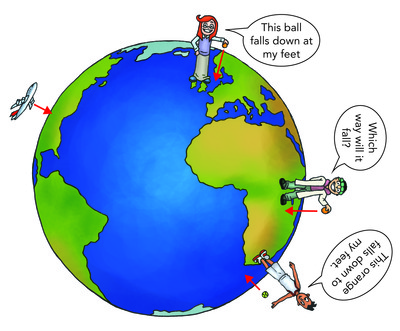 This ball
falls down at
my feet
Which
way will it
fall?
This orange
falls down to
my feet.